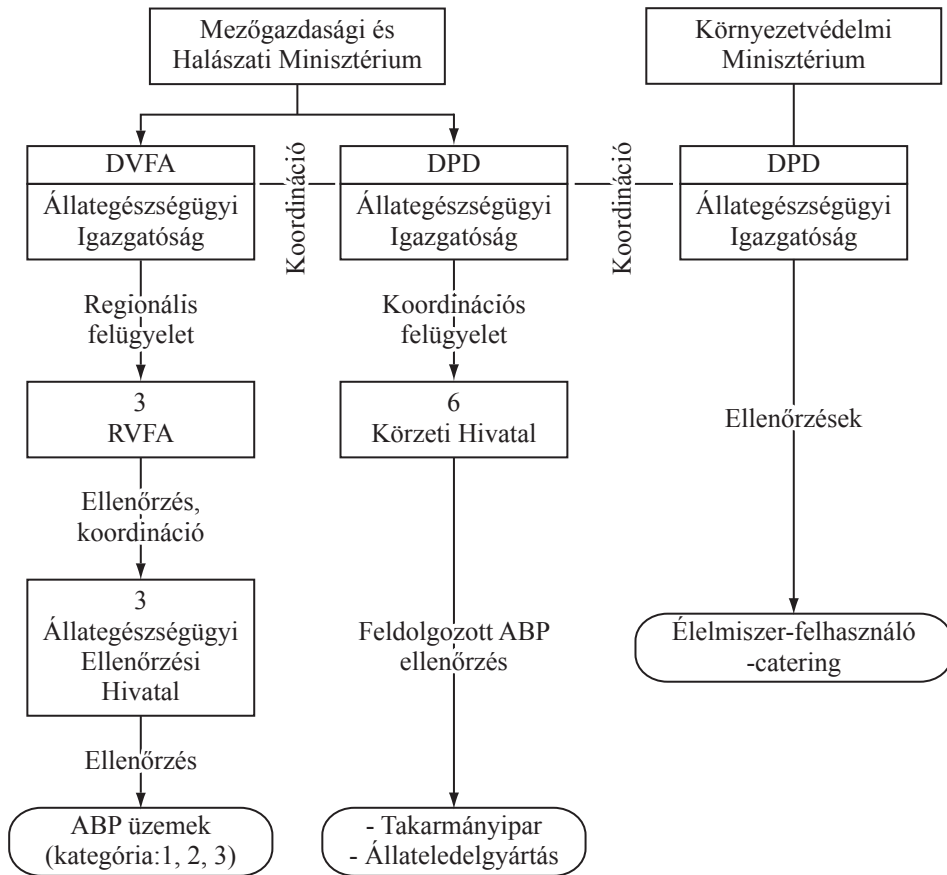 Mezőgazdasági és
Halászati Minisztérium
Környezetvédelmi
Minisztérium
DVFA
Állategészségügyi
Igazgatóság
Koordináció
DPD
Állategészségügyi
Igazgatóság
Koordináció
DPD
Állategészségügyi
Igazgatóság
Regionális
felügyelet
Koordinációs
felügyelet
3
RVFA
6
Körzeti Hivatal
Ellenőrzések
Ellenőrzés,
koordináció
3
Állategészségügyi
Ellenőrzési
Hivatal
Feldolgozott ABP
ellenőrzés
Élelmiszer-felhasználó
-catering
Ellenőrzés
ABP üzemek
(kategória:1, 2, 3)
- Takarmányipar
- Állateledelgyártás